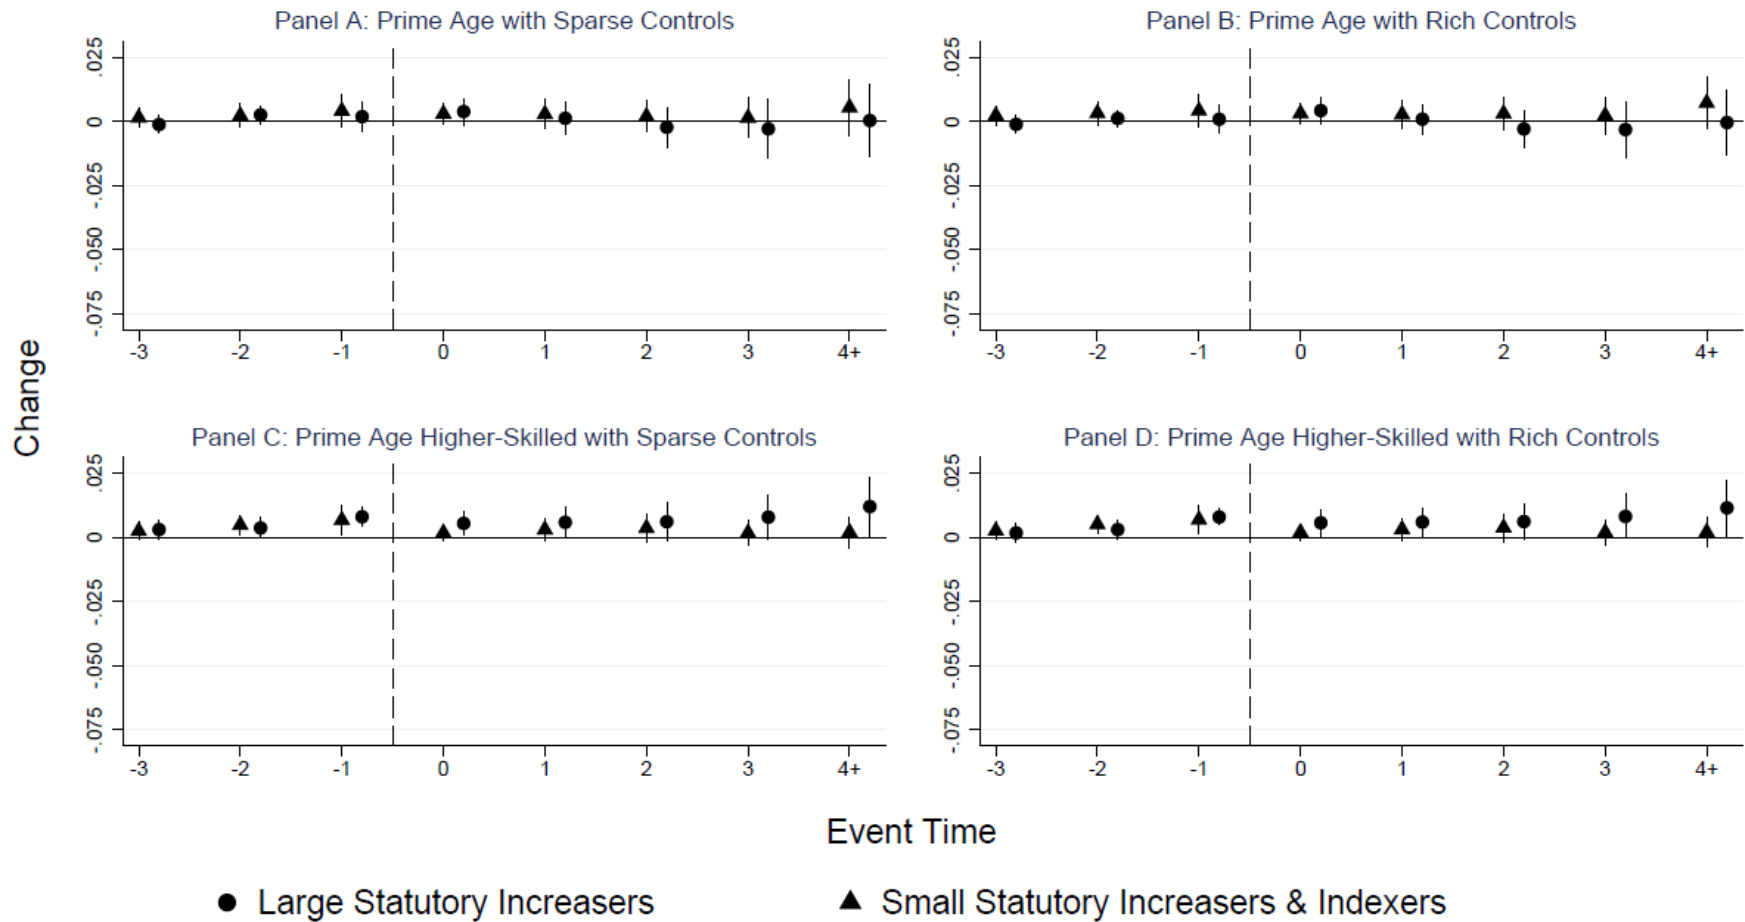 Panel A: Prime Age with Sparse Controls
.025
0
-.025
-.050
-.075
-3 -2 -1 0 1 2 3 4+
Panel B: Prime Age with Rich Controls
.025
0
-.025
-.050
-.075
-3 -2 -1 0 1 2 3 4+
Change
Panel C: Prime Age Higher-Skilled with Sparse Controls
.025
0
-.025
-.050
-.075
-3 -2 -1 0 1 2 3 4+
Panel D: Prime Age Higher-Skilled with Rich Controls
.025
0
-.025
-.050
-.075
-3 -2 -1 0 1 2 3 4+
Event Time
Large Statutory Increasers
Small Statutory Increasers & Indexers